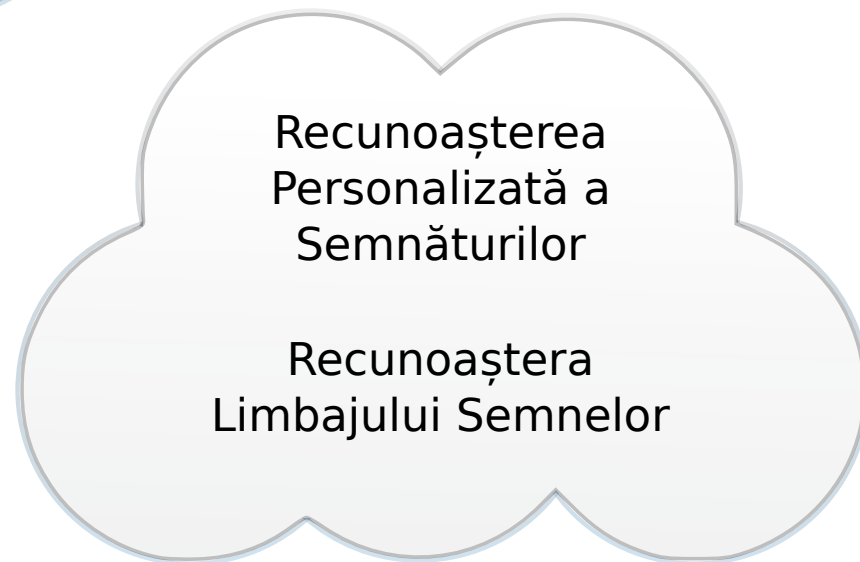 Recunoașterea
Personalizată a
Semnăturilor
Recunoaștera
Limbajului Semnelor